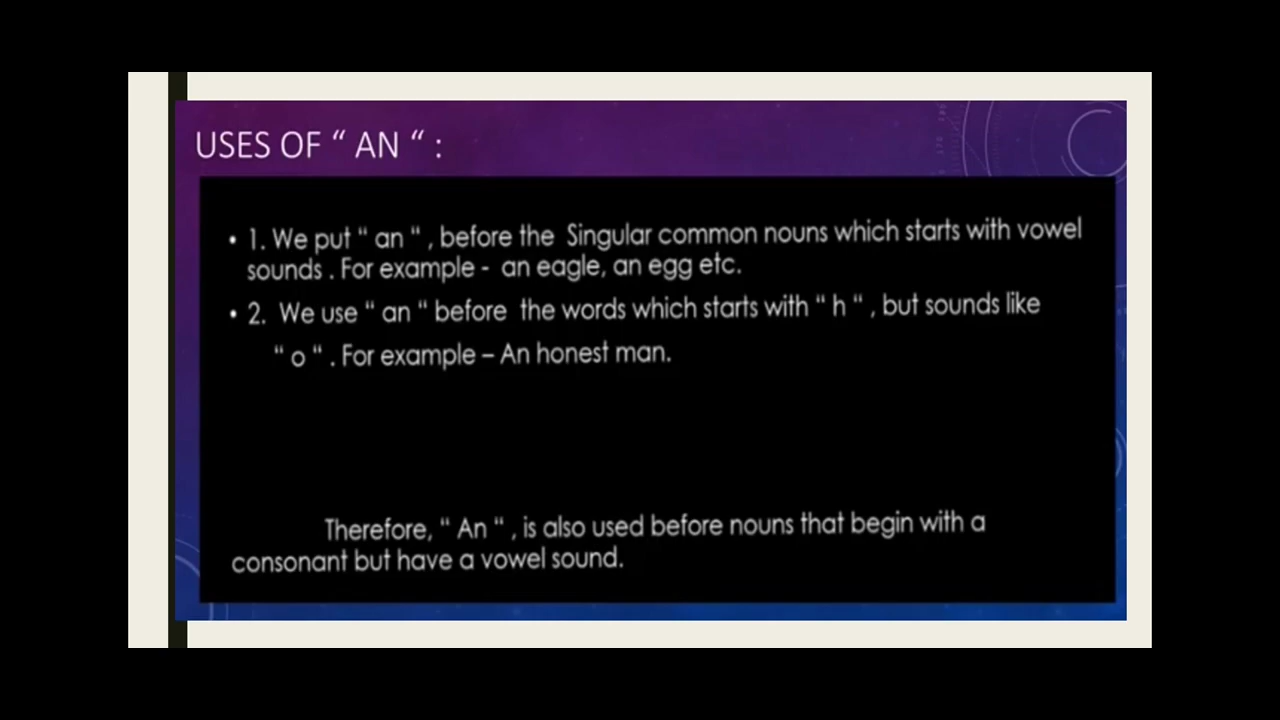 USES OF “ AN “ :
• 1. We put “ an “ , before the Singular common nouns which starts with vowel
sounds . For example - an eagle, an egg etc.
• 2. We use “ an “ before the words which starts with “ h “ , but sounds like
“ o “ . For example – An honest man.
Therefore, “ An “ , is also used before nouns that begin with a
consonant but have a vowel sound.